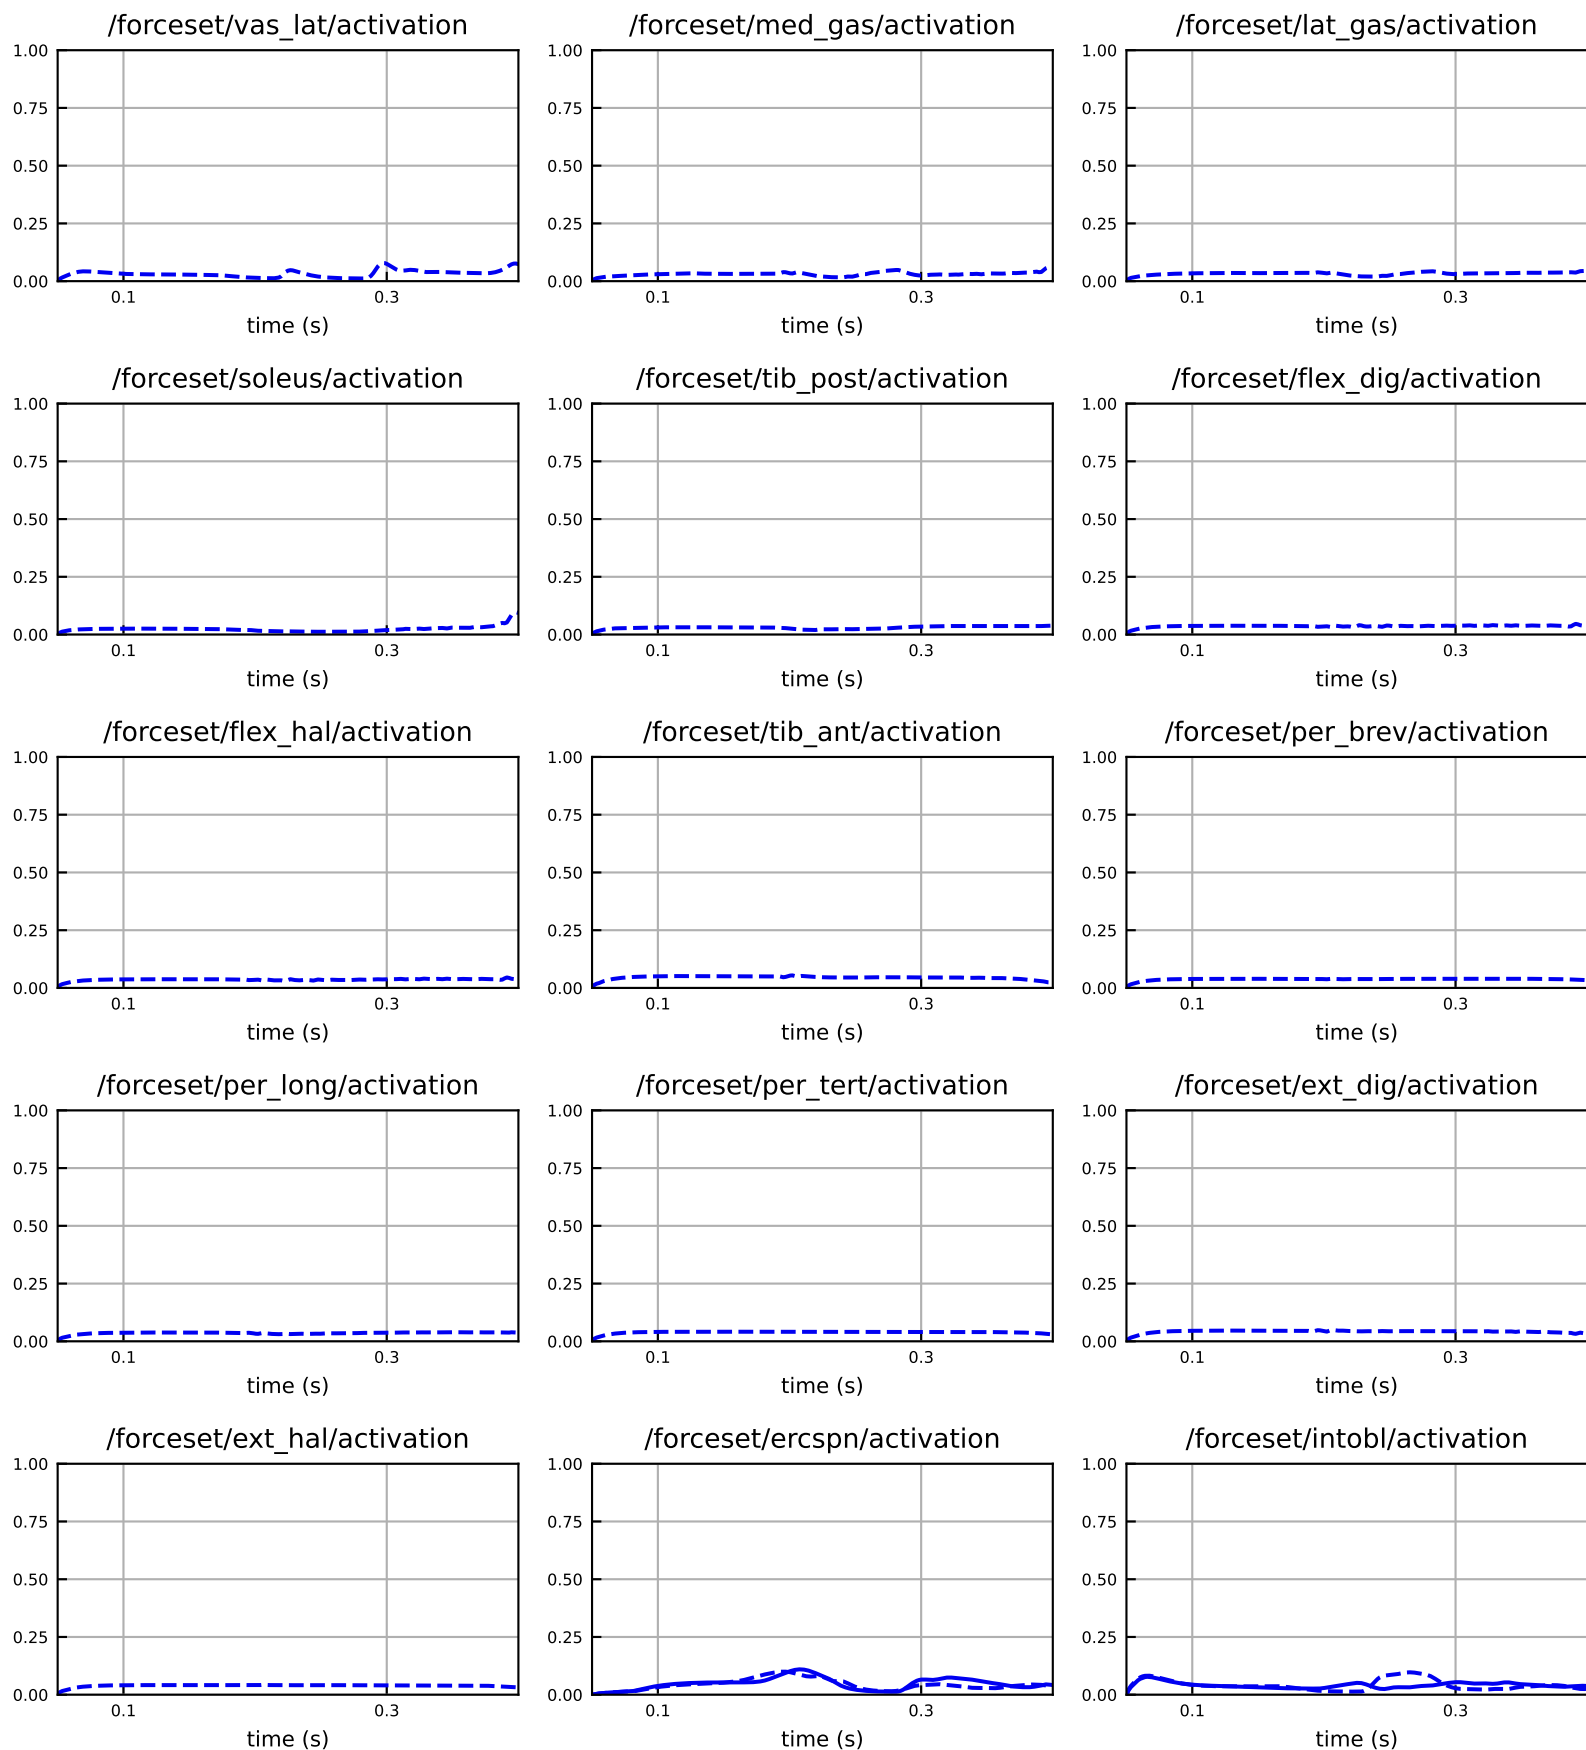 /forceset/vas_lat/activation /forceset/med_gas/activation /forceset/lat_gas/activation
1.00 1.00 1.00
0.75 0.75 0.75
0.50 0.50 0.50
0.25 0.25 0.25
0.00 0.00 0.00
0.1 0.3 0.1 0.3 0.1 0.3
time (s) time (s) time (s)
/forceset/soleus/activation /forceset/tib_post/activation /forceset/flex_dig/activation
1.00 1.00 1.00
0.75 0.75 0.75
0.50 0.50 0.50
0.25 0.25 0.25
0.00 0.00 0.00
0.1 0.3 0.1 0.3 0.1 0.3
time (s) time (s) time (s)
/forceset/flex_hal/activation /forceset/tib_ant/activation /forceset/per_brev/activation
1.00 1.00 1.00
0.75 0.75 0.75
0.50 0.50 0.50
0.25 0.25 0.25
0.00 0.00 0.00
0.1 0.3 0.1 0.3 0.1 0.3
time (s) time (s) time (s)
/forceset/per_long/activation /forceset/per_tert/activation /forceset/ext_dig/activation
1.00 1.00 1.00
0.75 0.75 0.75
0.50 0.50 0.50
0.25 0.25 0.25
0.00 0.00 0.00
0.1 0.3 0.1 0.3 0.1 0.3
time (s) time (s) time (s)
/forceset/ext_hal/activation /forceset/ercspn/activation /forceset/intobl/activation
1.00 1.00 1.00
0.75 0.75 0.75
0.50 0.50 0.50
0.25 0.25 0.25
0.00 0.00 0.00
0.1 0.3 0.1 0.3 0.1 0.3
time (s) time (s) time (s)